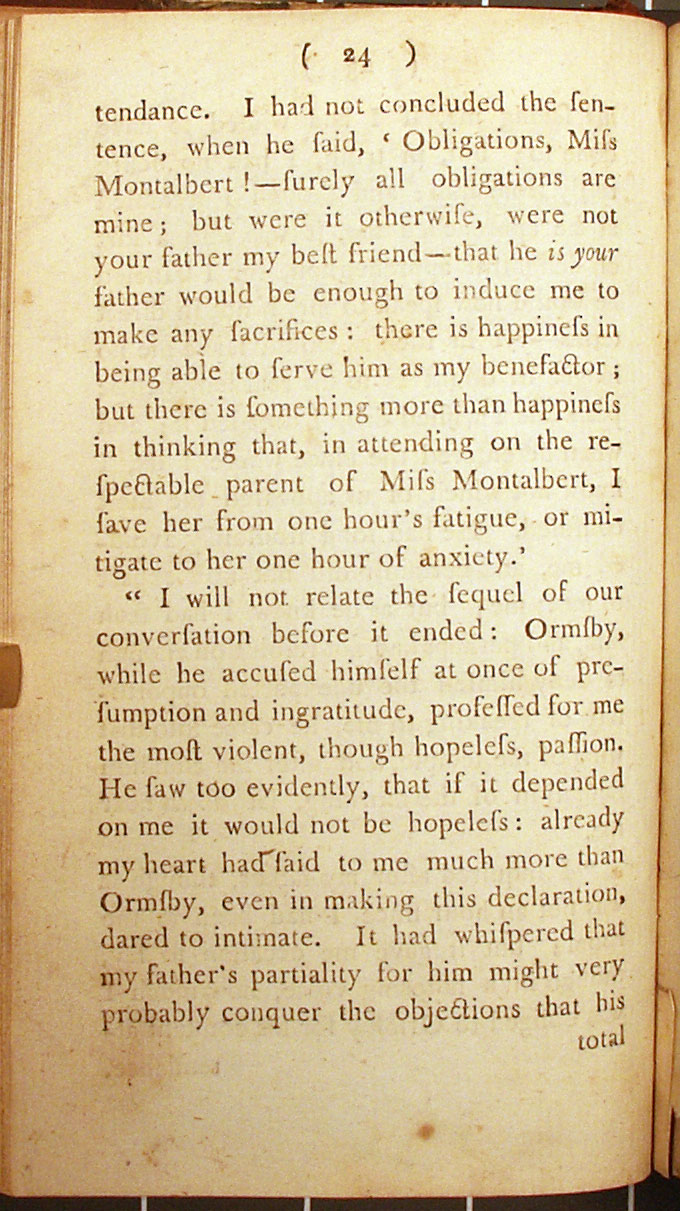 ( 24 )
tendance. I had not concluded the ſen-
tence, when he ſaid, ‘ Obligations, Miſs
Montalbert !—ſurely all obligations are
mine ; but were it otherwiſe, were not
your father my beſt friend—that he is your
father would be enough to induce me to
make any ſacrifices : there is happineſs in
being able to ſerve him as my benefactor ;
but there is ſomething more than happineſs
in thinking that, in attending on the re-
ſpectable parent of Miſs Montalbert, I
ſave her from one hour’s fatigue, or mi-
tigate to her one hour of anxiety.’
“ I will not relate the ſequel of our
converſation before it ended : Ormſby,
while he accuſed himſelf at once of pre-
ſumption and ingratitude, profeſſed for me
the moſt violent, though hopeleſs, paſſion.
He ſaw too evidently, that if it depended
on me it would not be hopeleſs : already
my heart had ſaid to me much more than
Ormſby, even in making this declaration,
dared to intimate. It had whiſpered that
my father’s partiality for him might very
probably conquer the objections that his
total